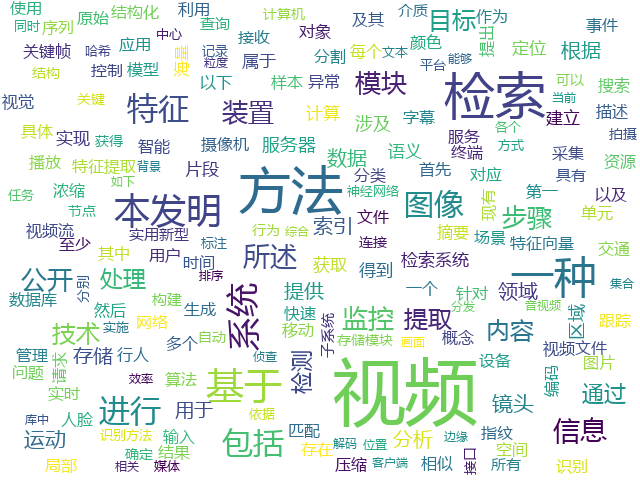 使用
同时
序列
原始
结构化
利用
计算机
中心
对象
及其
介质
文本
颜色
目标
作为
提出
事件
定位
根据
查询
接收
记录
粒度
分割
每个
平台
能够
关键帧
哈希
应用
属于
控制
模型
海量
以下
样本
异常
模块
检索
当前
可以
搜索
结构
视觉
关键
特征
装置
计算
涉及
字幕
建立
描述
具体
实现
获得
智能
摄像机
服务器
数据
语义
服务
终端
各个
方式
拍摄
采集
资源
播放
特征提取
背景
片段
方法
分类
首先
对应
具有
任务
浓缩
如下
神经网络
图像
现有
第一
以及
节点
本发明
索引
文件
步骤
单元
视频流
实用新型
行为
综合
连接
摘要
场景
特征向量
交通
至少
其中
用户
标注
所述
获取
得到
检索系统
一种
领域
公开
处理
时间
排序
系统
提供
一个
针对
集合
数据库
分别
构建
生成
快速
子系统
分发
音视频
区域
然后
实施
网络
自动
移动
监控
提取
内容
跟踪
技术
存储
多个
存储模块
画面
概念
管理
行人
效率
侦查
检测
视频
设备
视频文件
问题
请求
算法
基于
图片
实时
编码
通过
库中
人脸
进行
用于
依据
镜头
运动
识别方法
输入
包括
匹配
解码
边缘
分析
指纹
信息
确定
结果
存在
位置
接口
空间
局部
相关
媒体
压缩
客户端
相似
所有
识别